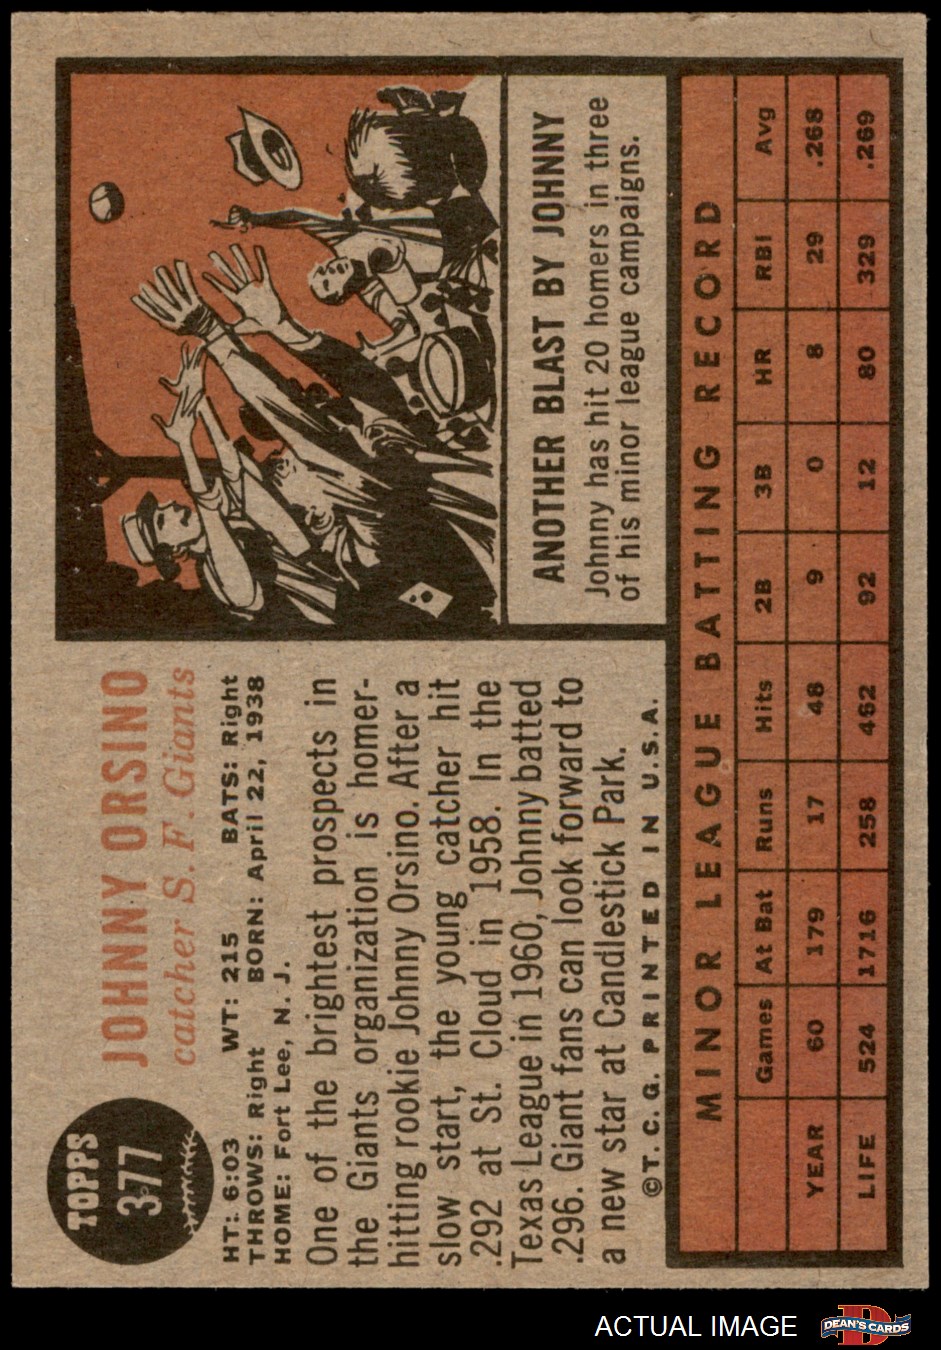 TOPPS
377
JOHNNY ORSINO
catcher S. F. Giants
HT: 6:03 WT: 215 BATS: Right
THROWS: Right BORN: April 22, 1938
HOME: Fort Lee, N. J.
One of the brightest prospects in
the Giants organization is homer-
hitting rookie Johnny Orsino. After a
slow start, the young catcher hit
.292 at St. Cloud in 1958. In the
Texas League in 1960, Johnny batted
.296. Giant fans can look forward to
a new star at Candlestick Park.
©T. C. G. PRINTED IN U. S. A.
ANOTHER BLAST BY JOHNNY
Johnny has hit 20 homers in three
of his minor league campaigns.
MINOR LEAGUE BATTING RECORD
Games At Bat Runs Hits 2B 3B HR RBI Avg
YEAR 60 179 17 48 9 0 8 29 .268
LIFE 524 1716 258 462 92 12 80 329 .269
ACTUAL IMAGE
DEAN'S CARDS